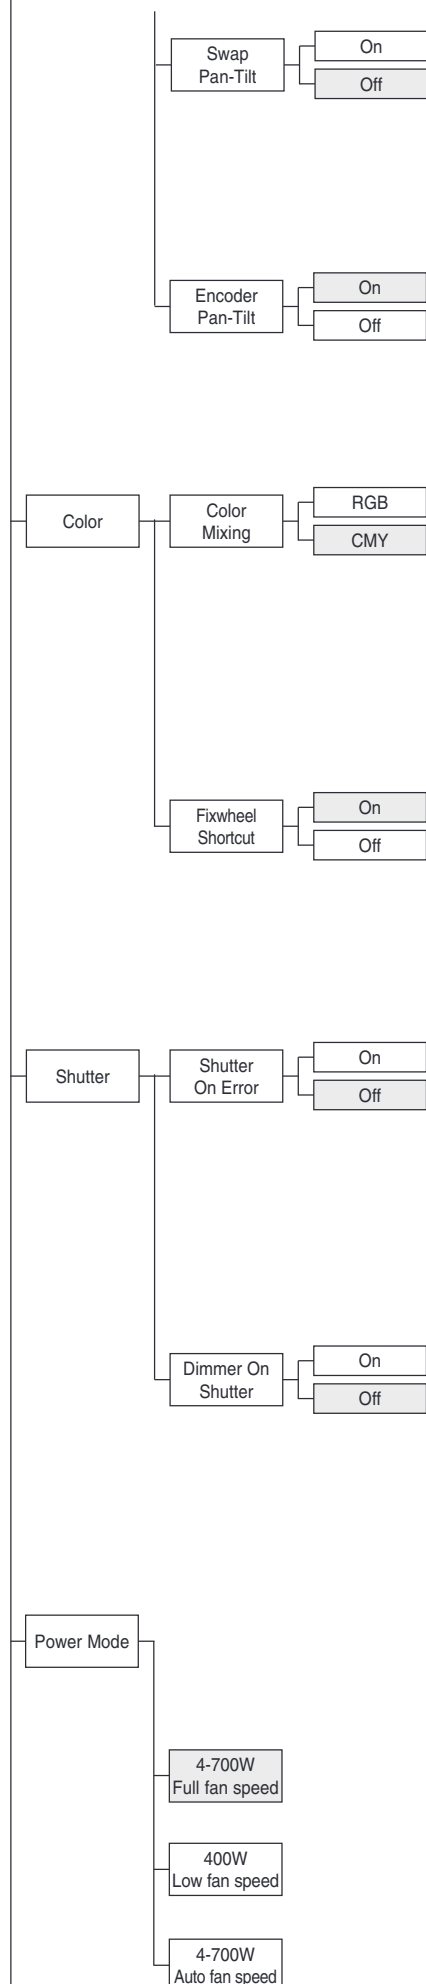 Swap
Pan-Tilt
On
Off
Encoder
Pan-Tilt
On
Off
Color
Color
Mixing
RGB
CMY
Fixwheel
Shortcut
On
Off
Shutter
Shutter
On Error
On
Off
Dimmer On
Shutter
On
Off
Power Mode
4-700W
Full fan speed
400W
Low fan speed
4-700W
Auto fan speed